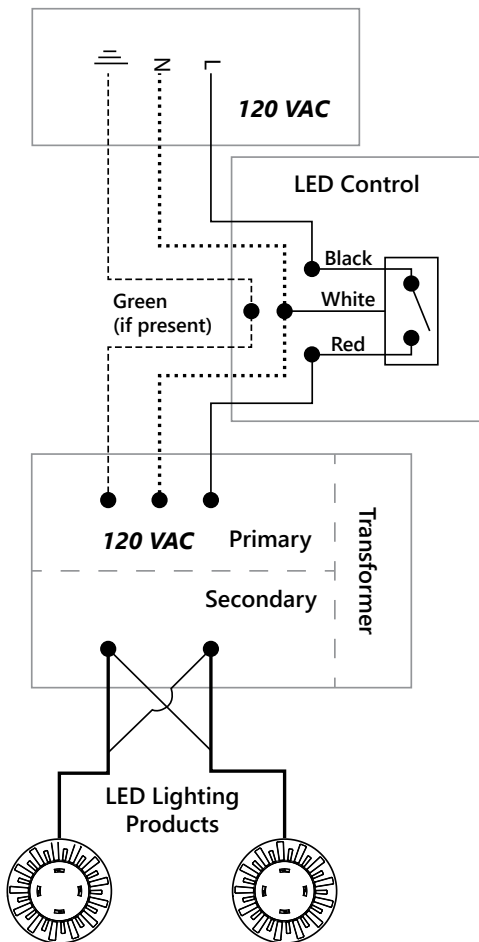 N
L
120 VAC
LED Control
Black
Green
(if present)
White
Red
120 VAC Primary
Secondary
Transformer
LED Lighting
Products